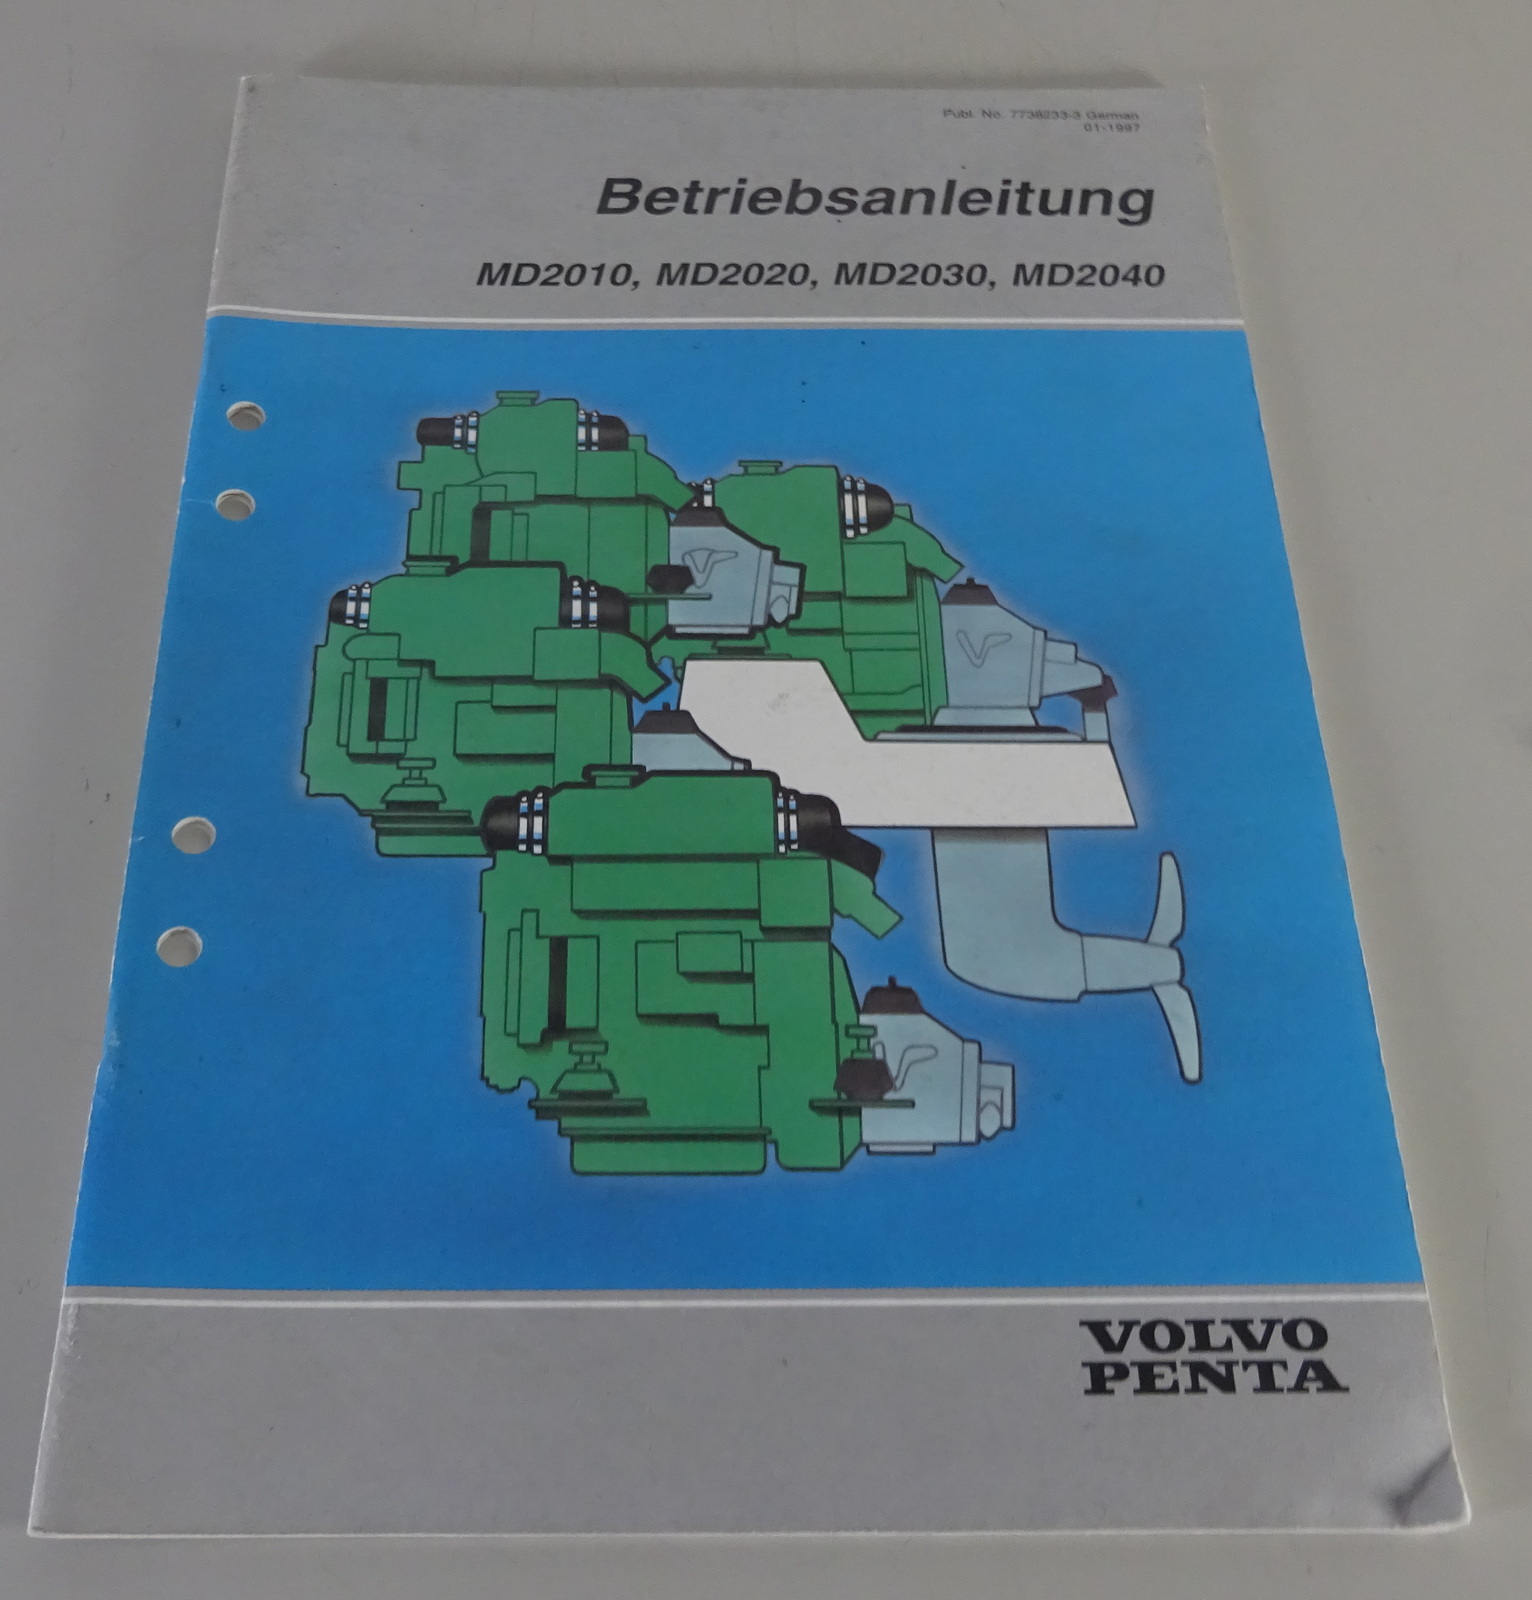 Publ. No. 7738233-3 German
01-1997
Betriebsanleitung
MD2010, MD2020, MD2030, MD2040
VOLVO
PENTA